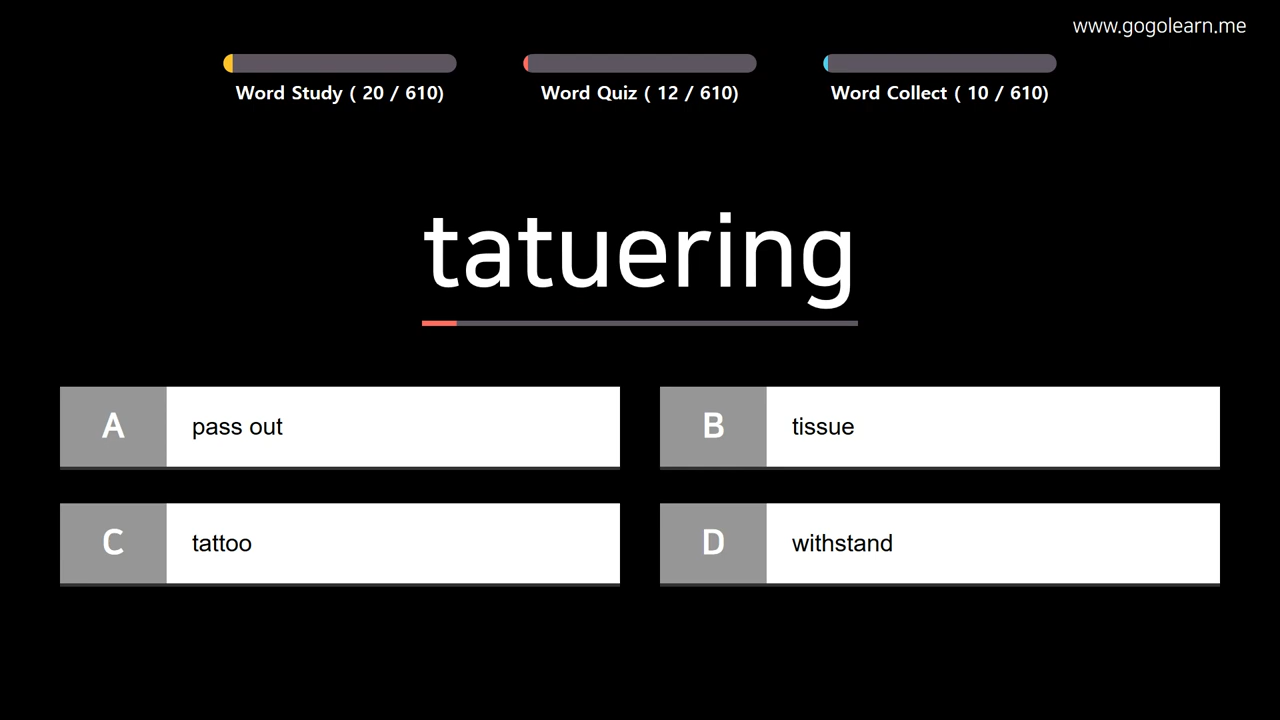 www.gogolearn.me
Word Study ( 20 / 610)
Word Quiz ( 12 / 610)
Word Collect ( 10 / 610)
tatuering
A pass out
B tissue
C tattoo
D withstand